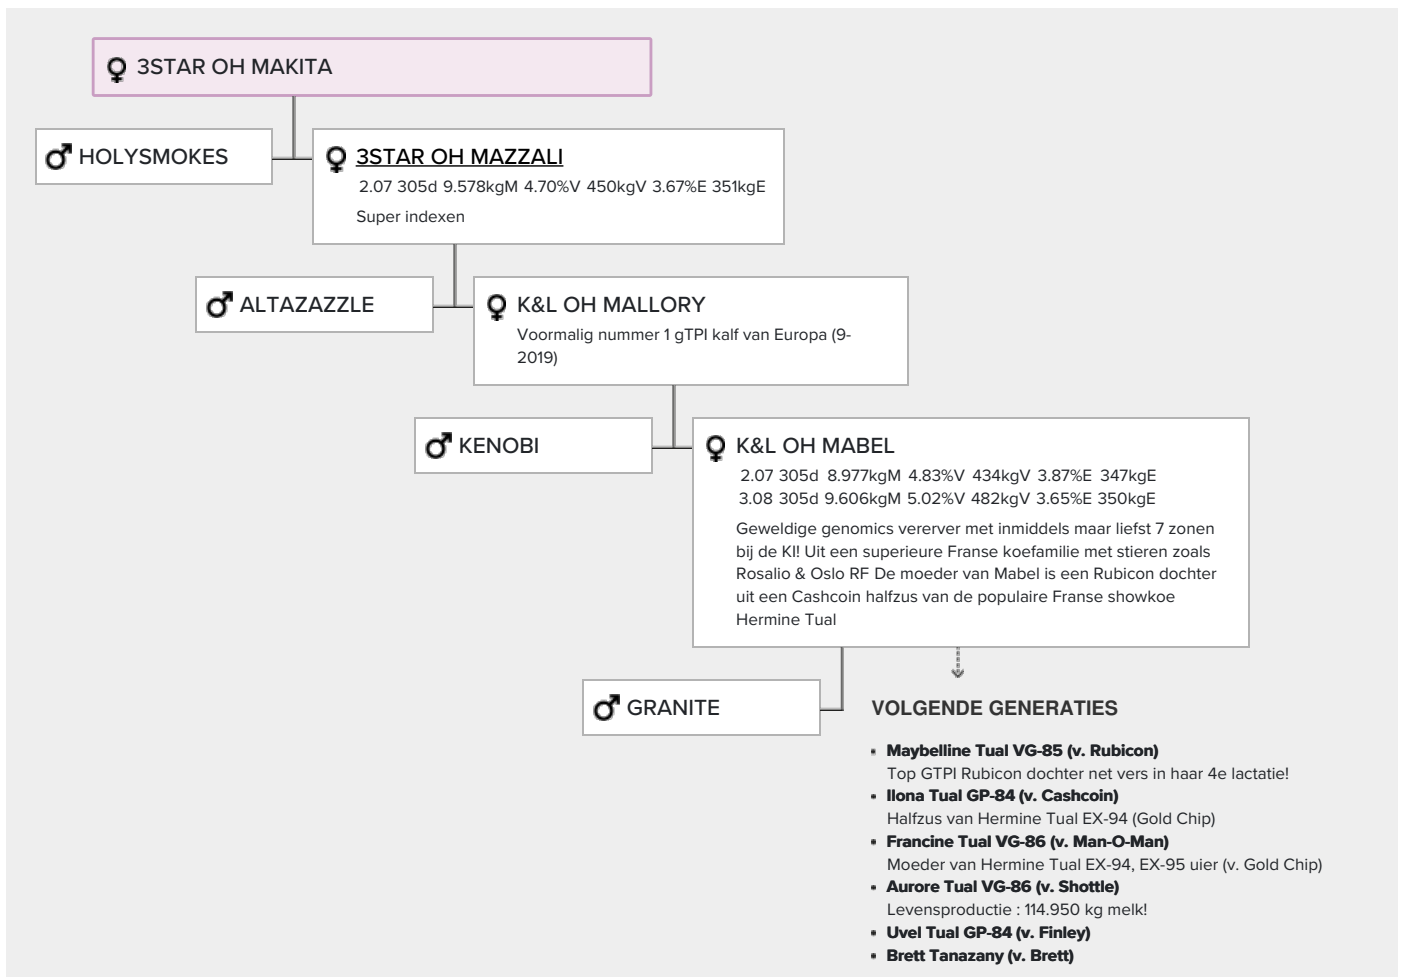 3STAR OH MAKITA
HOLYSMOKES
3STAR OH MAZZALI
2.07 305d 9.578kgM 4.70%V 450kgV 3.67%E 351kgE
Super indexen
ALTAZAZZLE
K&L OH MALLORY
Voormalig nummer 1 gTPI kalf van Europa (9-
2019)
KENOBI
K&L OH MABEL
2.07 305d 8.977kgM 4.83%V 434kgV 3.87%E 347kgE
3.08 305d 9.606kgM 5.02%V 482kgV 3.65%E 350kgE
Geweldige genomics vererver met inmiddels maar liefst 7 zonen
bij de KI! Uit een superieure Franse koefamilie met stieren zoals
Rosalio & Oslo RF De moeder van Mabel is een Rubicon dochter
uit een Cashcoin halfzus van de populaire Franse showkoe
Hermine Tual
GRANITE
VOLGENDE GENERATIES
Maybelline Tual VG-85 (v. Rubicon)
Top GTPI Rubicon dochter net vers in haar 4e lactatie!
Ilona Tual GP-84 (v. Cashcoin)
Halfzus van Hermine Tual EX-94 (Gold Chip)
Francine Tual VG-86 (v. Man-O-Man)
Moeder van Hermine Tual EX-94, EX-95 uier (v. Gold Chip)
Aurore Tual VG-86 (v. Shottle)
Levensproductie : 114.950 kg melk!
Uvel Tual GP-84 (v. Finley)
Brett Tanazany (v. Brett)